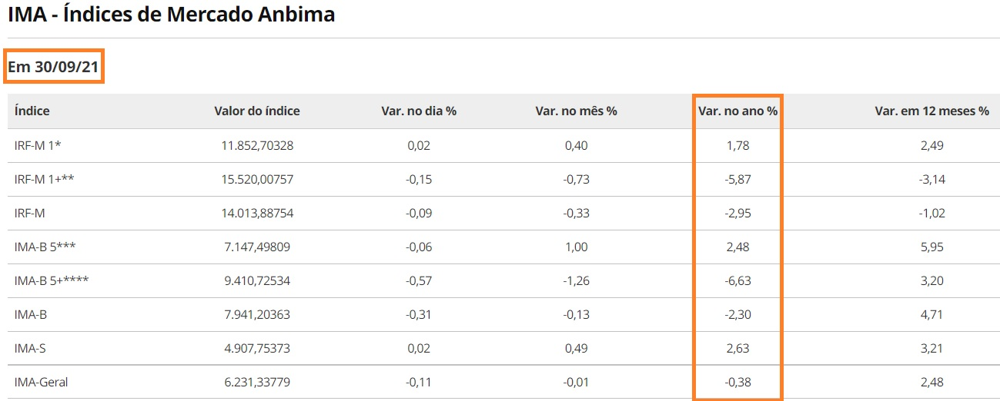 IMA - Índices de Mercado Anbima
Em 30/09/21
Índice Valor do índice Var. no dia % Var. no mês % Var. no ano % Var. em 12 meses %
IRF-M 1* 11.852,70328 0,02 0,40 1,78 2,49
IRF-M 1+** 15.520,00757 -0,15 -0,73 -5,87 -3,14
IRF-M 14.013,88754 -0,09 -0,33 -2,95 -1,02
IMA-B 5*** 7.147,49809 -0,06 1,00 2,48 5,95
IMA-B 5+**** 9.410,72534 -0,57 -1,26 -6,63 3,20
IMA-B 7.941,20363 -0,31 -0,13 -2,30 4,71
IMA-S 4.907,75373 0,02 0,49 2,63 3,21
IMA-Geral 6.231,33779 -0,11 -0,01 -0,38 2,48